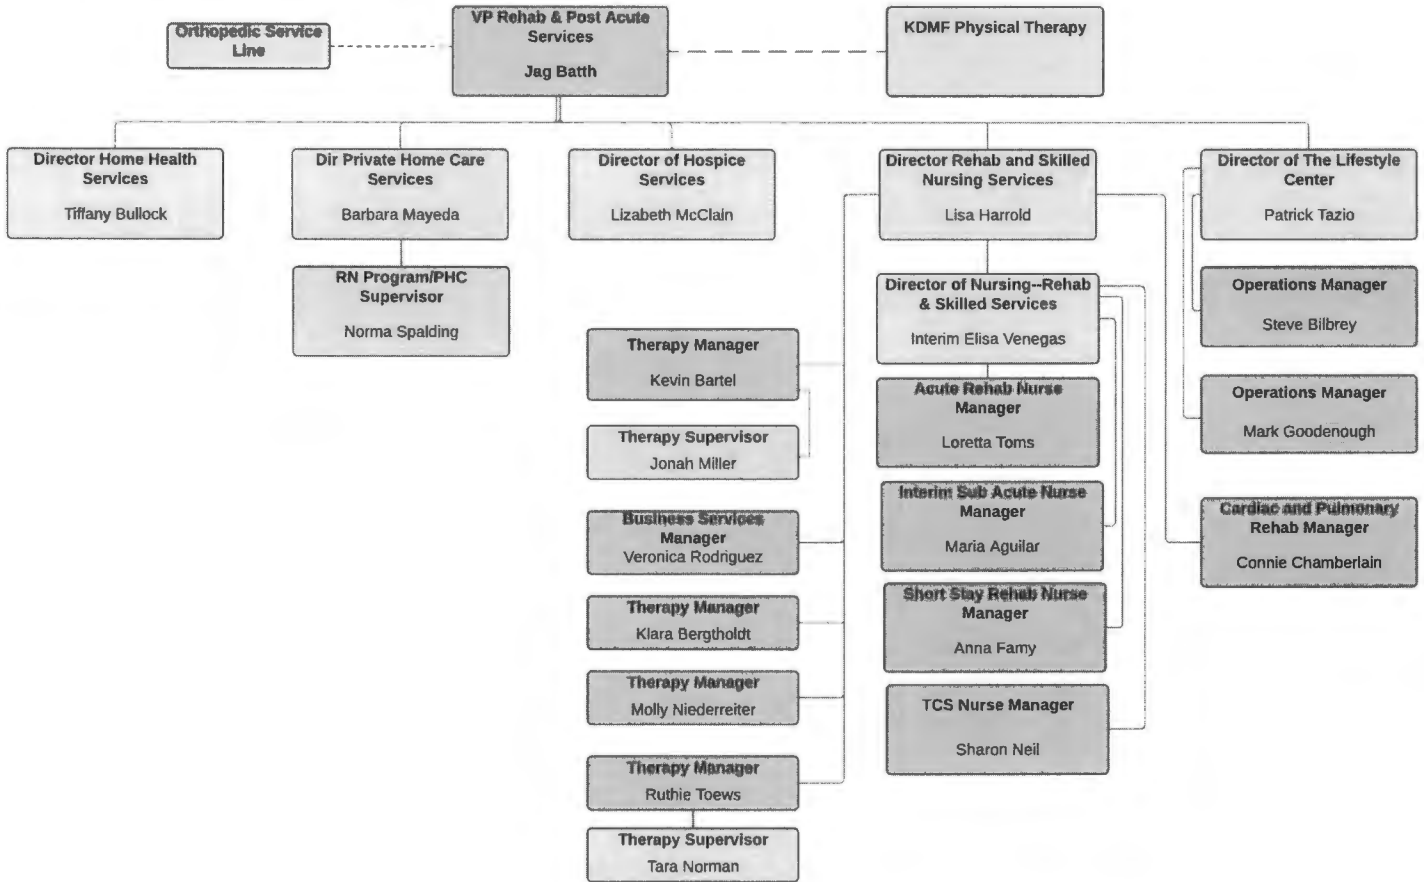 Orthopedic Service
Line
VP Rehab & Post Acute
Services
Jag Batth
KDMF Physical Therapy
Director Home Health
Services
Tiffany Bullock
Dir Private Home Care
Services
Barbara Mayeda
Director of Hospice
Services
Lizabeth McClain
Director Rehab and Skilled
Nursing Services
Lisa Harrold
Director of The Lifestyle
Center
Patrick Tazio
RN Program/PHC
Supervisor
Norma Spalding
Director of Nursing--Rehab
& Skilled Services
Interim Elisa Venegas
Operations Manager
Steve Bilbrey
Therapy Manager
Kevin Bartel
Acute Rehab Nurse
Manager
Loretta Toms
Operations Manager
Mark Goodenough
Therapy Supervisor
Jonah Miller
Interim Sub Acute Nurse
Manager
Maria Aguilar
Cardiac and Pulmonary
Rehab Manager
Connie Chamberlain
Business Services
Manager
Veronica Rodriguez
Therapy Manager
Klara Bergtholdt
Short Stay Rehab Nurse
Manager
Anna Famy
Therapy Manager
Molly Niederreiter
TCS Nurse Manager
Sharon Neil
Therapy Manager
Ruthie Toews
Therapy Supervisor
Tara Norman